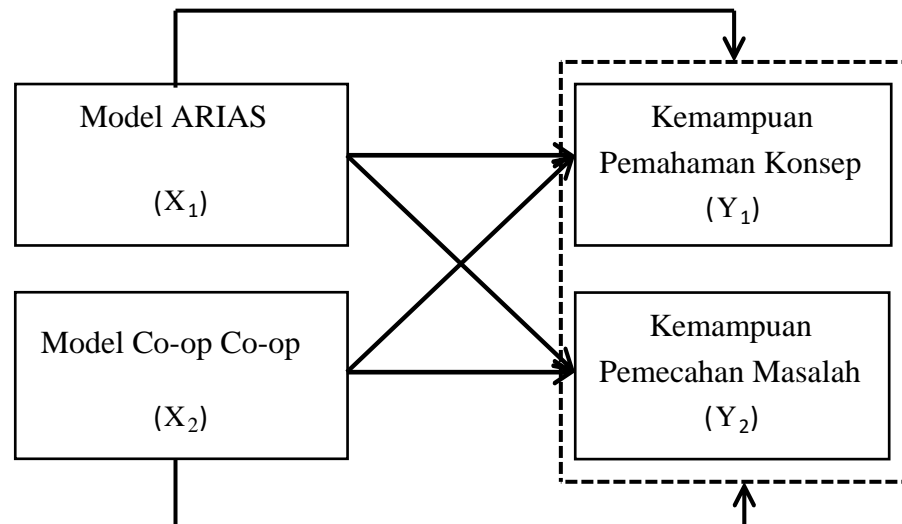 Model ARIAS
(X₁)
Kemampuan
Pemahaman Konsep
(Y₁)
Model Co-op Co-op
(X₂)
Kemampuan
Pemecahan Masalah
(Y₂)